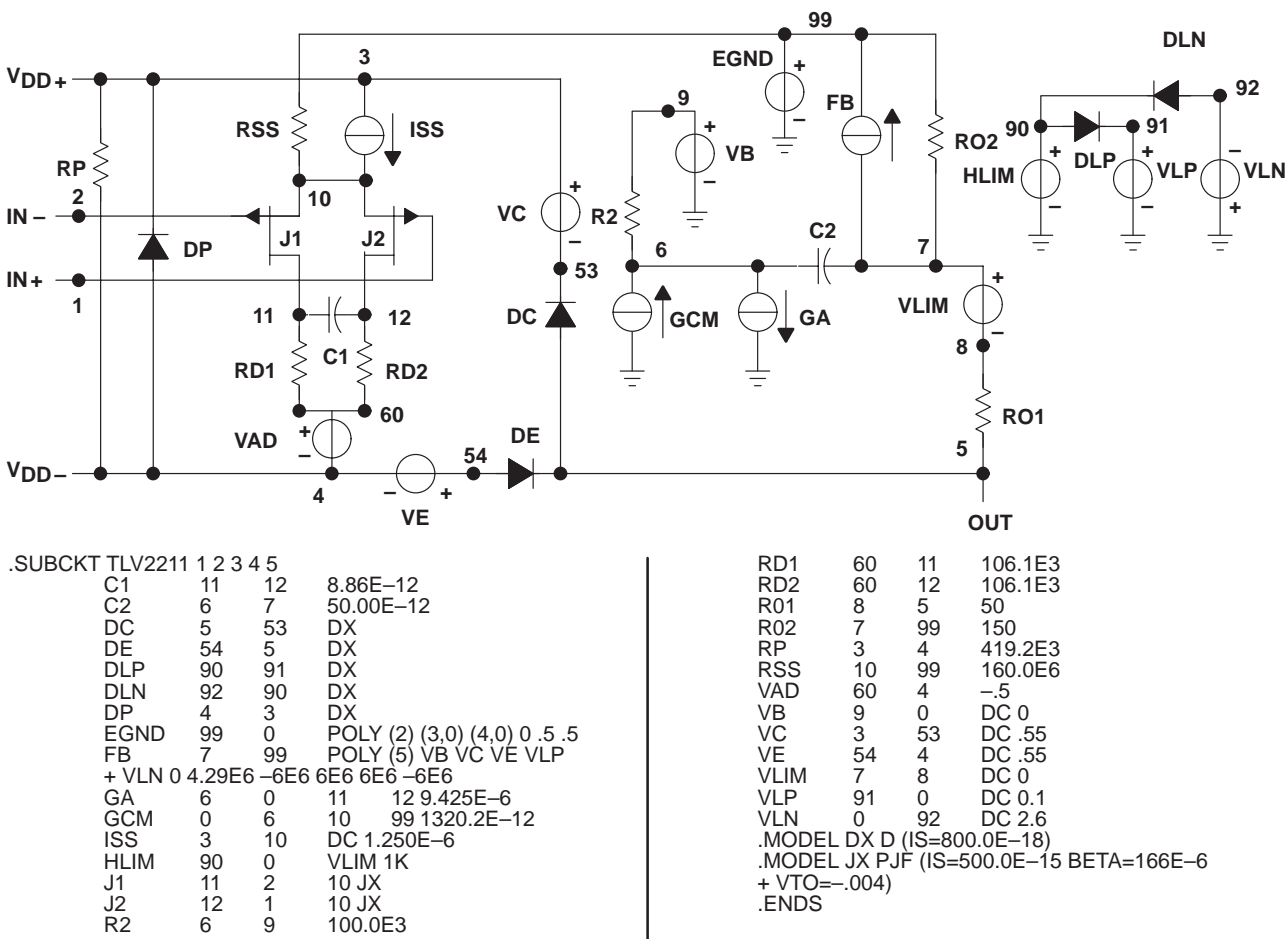 99
DLN
3
EGND
+
–
FB
92
VDD+
9
RSS
ISS
+
–
VB
RO2
90
91
RP
HLIM
+
–
DLP
+
–
VLP
–
+
VLN
10
2
IN –
VC
+
–
R2
C2
J1
J2
DP
6
7
IN+
1
53
+
–
VLIM
11
12
DC
GCM
GA
8
C1
RD1
RD2
RO1
60
VAD
+
–
DE
54
5
VDD–
4
–
+
VE
OUT
.SUBCKT TLV2211 1 2 3 4 5
C1 11 12 8.86E–12
C2 6 7 50.00E–12
DC 5 53 DX
DE 54 5 DX
DLP 90 91 DX
DLN 92 90 DX
DP 4 3 DX
EGND 99 0 POLY (2) (3,0) (4,0) 0 .5 .5
FB 7 99 POLY (5) VB VC VE VLP
+ VLN 0 4.29E6 –6E6 6E6 6E6 –6E6
GA 6 0 11 12 9.425E–6
GCM 0 6 10 99 1320.2E–12
ISS 3 10 DC 1.250E–6
HLIM 90 0 VLIM 1K
J1 11 2 10 JX
J2 12 1 10 JX
R2 6 9 100.0E3
RD1 60 11 106.1E3
RD2 60 12 106.1E3
R01 8 5 50
R02 7 99 150
RP 3 4 419.2E3
RSS 10 99 160.0E6
VAD 60 4 –.5
VB 9 0 DC 0
VC 3 53 DC .55
VE 54 4 DC .55
VLIM 7 8 DC 0
VLP 91 0 DC 0.1
VLN 0 92 DC 2.6
.MODEL DX D (IS=800.0E–18)
.MODEL JX PJF (IS=500.0E–15 BETA=166E–6
+ VTO=–.004)
.ENDS